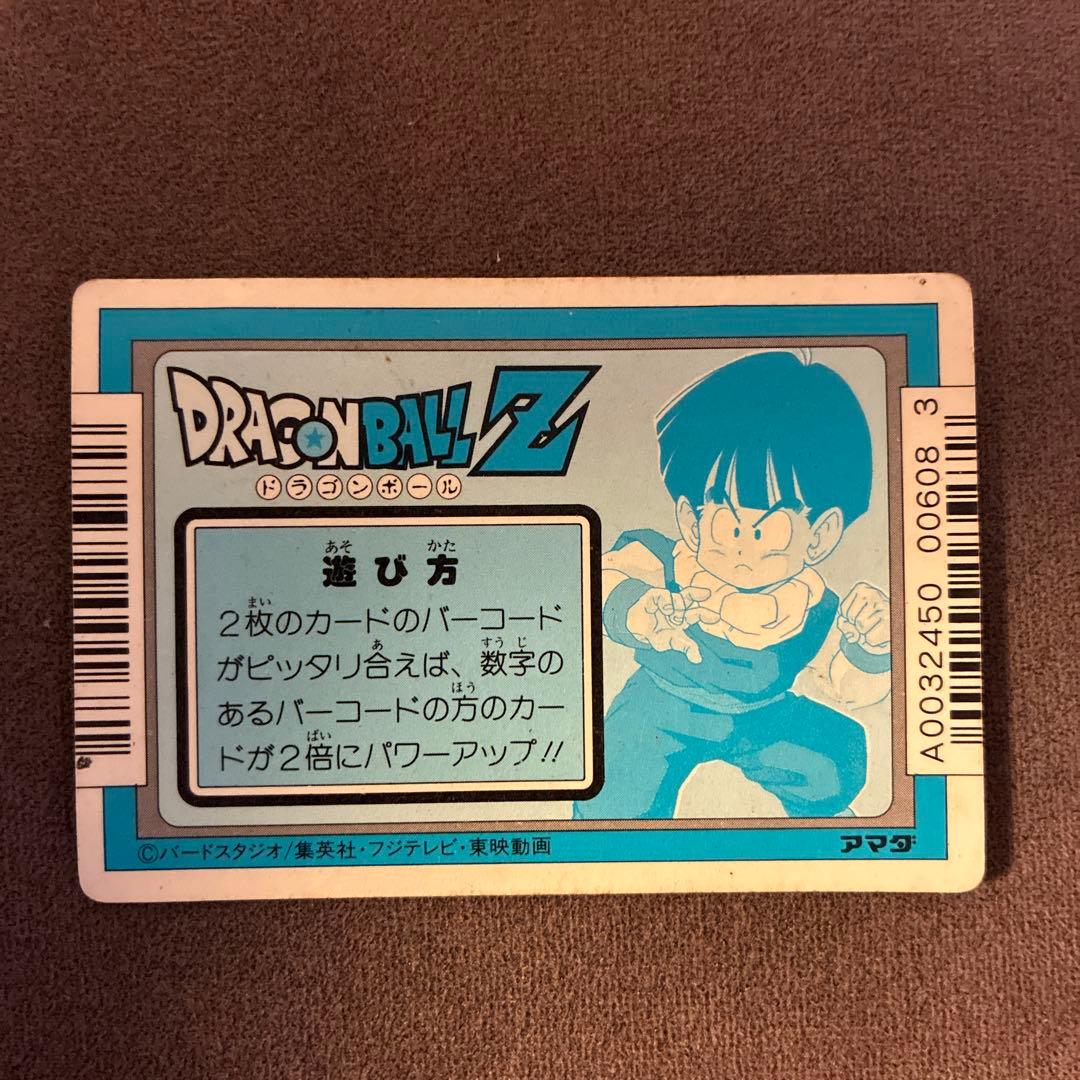 DRAGON BALL Z
ドラゴンボール
遊び方
2枚のカードのバーコード
がピッタリ合えば、数字の
あるバーコードの方のカー
ドが2倍にパワーアップ!!
A0032450 00608 3
©バードスタジオ/集英社・フジテレビ・東映動画
アマダ